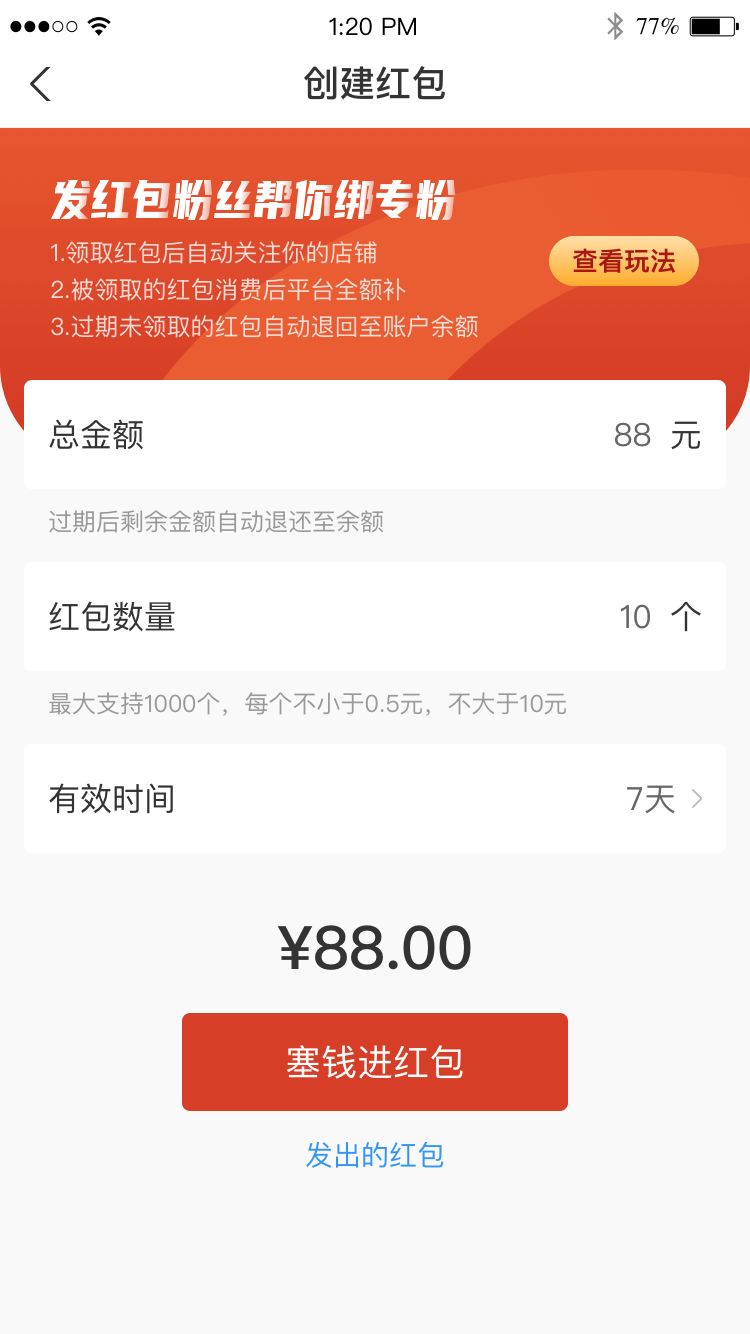 1:20 PM
77%
创建红包
发红包粉丝帮你绑专粉
1.领取红包后自动关注你的店铺
2.被领取的红包消费后平台全额补
3.过期未领取的红包自动退回至账户余额
查看玩法
总金额 88 元
过期后剩余金额自动退还至余额
红包数量 10 个
最大支持1000个，每个不小于0.5元，不大于10元
有效时间 7天
¥88.00
塞钱进红包
发出的红包